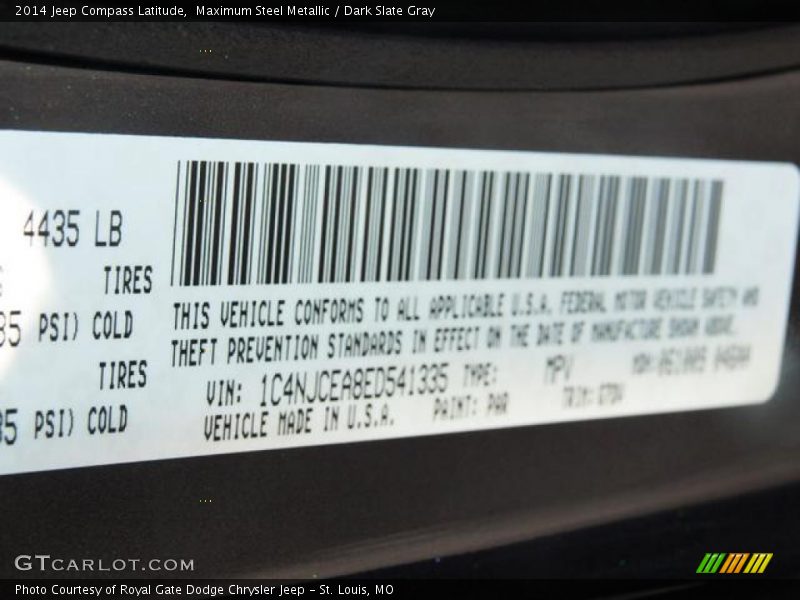 2014 Jeep Compass Latitude,  Maximum Steel Metallic / Dark Slate Gray
4435 LB
TIRES
PSI) COLD
TIRES
PSI) COLD
THIS VEHICLE CONFORMS TO ALL APPLICABLE U.S.A. FEDERAL MOTOR VEHICLE SAFETY AND
THEFT PREVENTION STANDARDS IN EFFECT ON THE DATE OF MANUFACTURE SHOWN ABOVE.
VIN: 1C4NJCEA8ED541335 TYPE: MPV MDH:
VEHICLE MADE IN U.S.A. PAINT: PAR TRIM:
GTCARLOT.COM
Photo Courtesy of Royal Gate Dodge Chrysler Jeep - St. Louis, MO